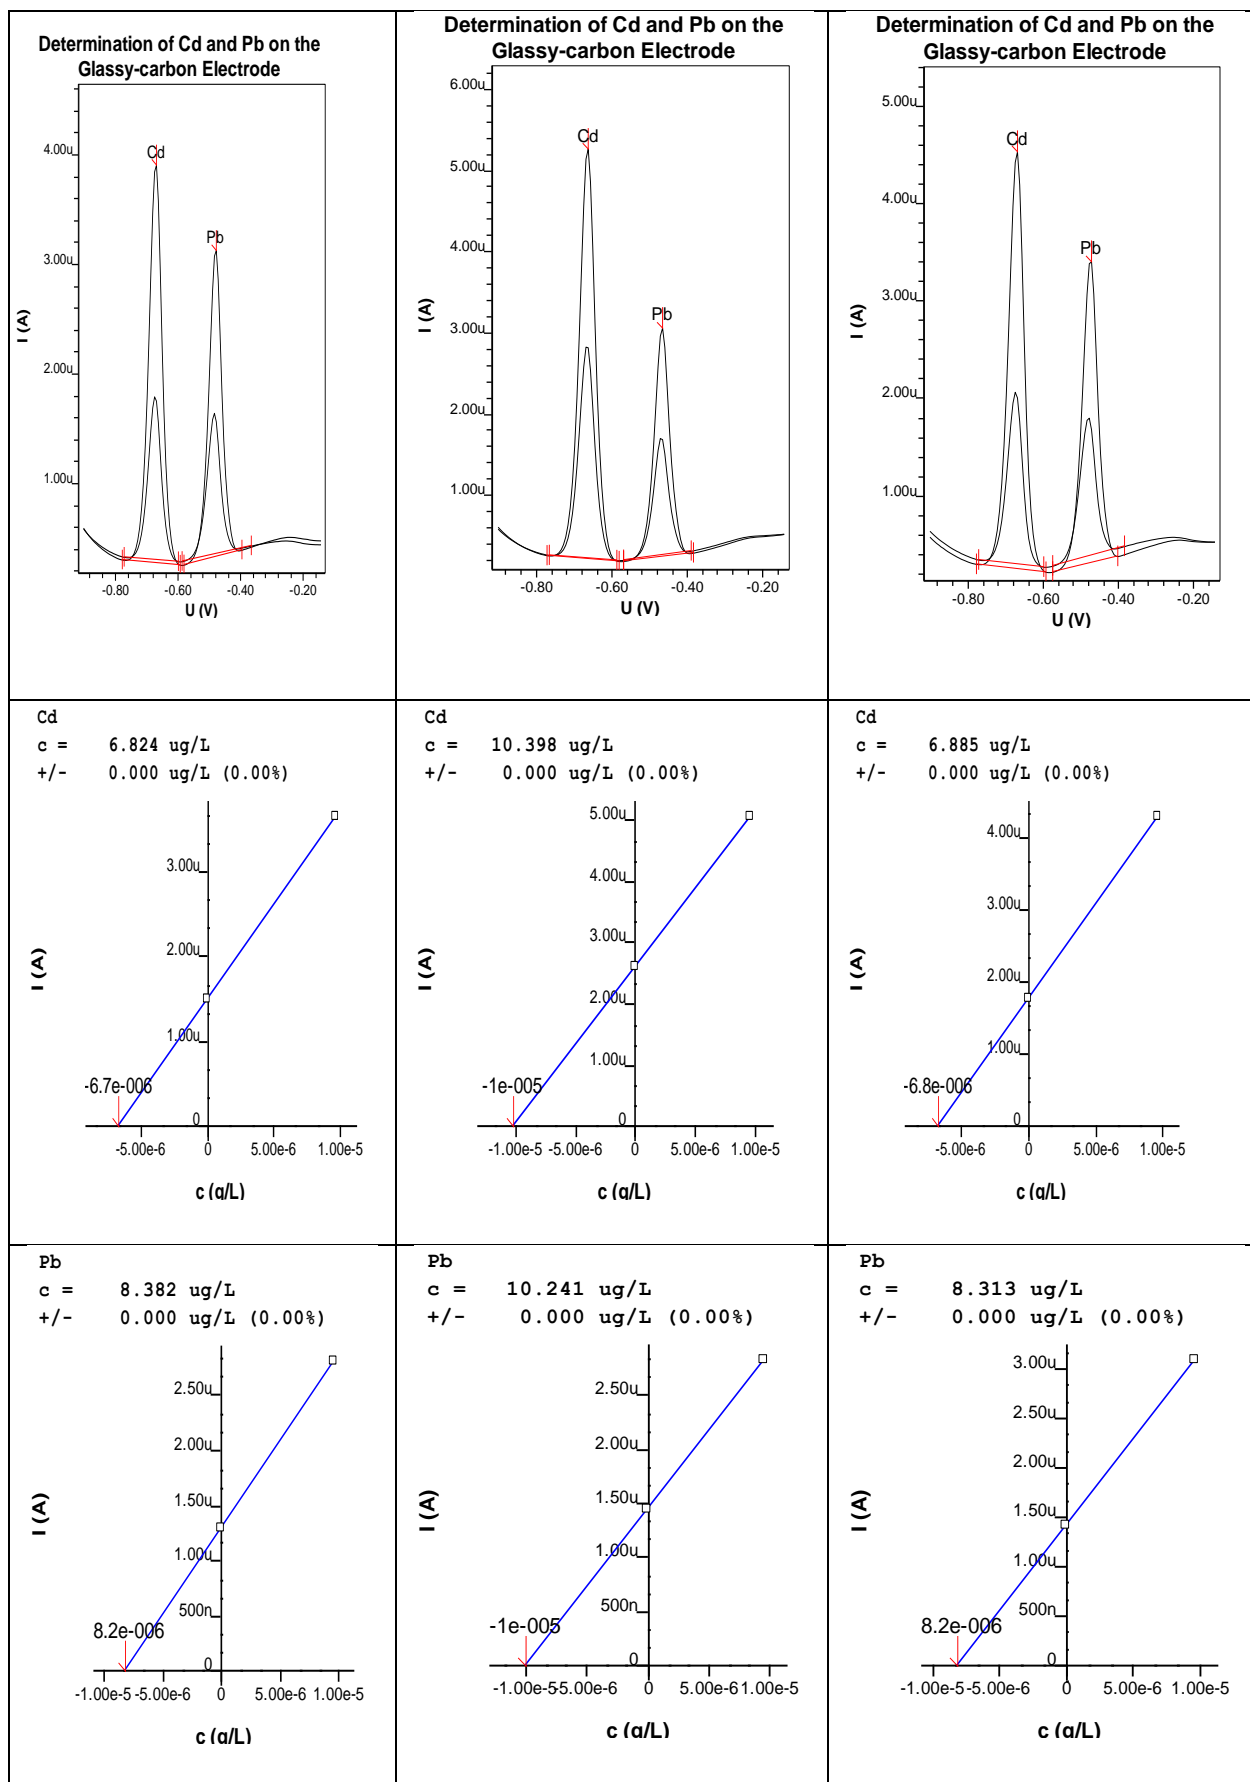 Determination of Cd and Pb on the
Glassy-carbon Electrode
4.00u
3.00u
2.00u
1.00u
Cd
Pb
I (A)
-0.80 -0.60 -0.40 -0.20
U (V)
Determination of Cd and Pb on the
Glassy-carbon Electrode
6.00u
5.00u
4.00u
3.00u
2.00u
1.00u
Cd
Pb
I (A)
-0.80 -0.60 -0.40 -0.20
U (V)
Determination of Cd and Pb on the
Glassy-carbon Electrode
5.00u
4.00u
3.00u
2.00u
1.00u
Cd
Pb
I (A)
-0.80 -0.60 -0.40 -0.20
U (V)
Cd
c = 6.824 ug/L
+/- 0.000 ug/L (0.00%)
3.00u
2.00u
1.00u
0
I (A)
-6.7e-006
-5.00e-6 0 5.00e-6 1.00e-5
c (g/L)
Cd
c = 10.398 ug/L
+/- 0.000 ug/L (0.00%)
5.00u
4.00u
3.00u
2.00u
1.00u
0
I (A)
-1e-005
-1.00e-5 -5.00e-6 0 5.00e-6 1.00e-5
c (g/L)
Cd
c = 6.885 ug/L
+/- 0.000 ug/L (0.00%)
4.00u
3.00u
2.00u
1.00u
0
I (A)
-6.8e-006
-5.00e-6 0 5.00e-6 1.00e-5
c (g/L)
Pb
c = 8.382 ug/L
+/- 0.000 ug/L (0.00%)
2.50u
2.00u
1.50u
1.00u
500n
0
I (A)
8.2e-006
-1.00e-5 -5.00e-6 0 5.00e-6 1.00e-5
c (g/L)
Pb
c = 10.241 ug/L
+/- 0.000 ug/L (0.00%)
2.50u
2.00u
1.50u
1.00u
500n
0
I (A)
-1e-005
-1.00e-5 -5.00e-6 0 5.00e-6 1.00e-5
c (g/L)
Pb
c = 8.313 ug/L
+/- 0.000 ug/L (0.00%)
3.00u
2.50u
2.00u
1.50u
1.00u
500n
0
I (A)
8.2e-006
-1.00e-5 -5.00e-6 0 5.00e-6 1.00e-5
c (g/L)